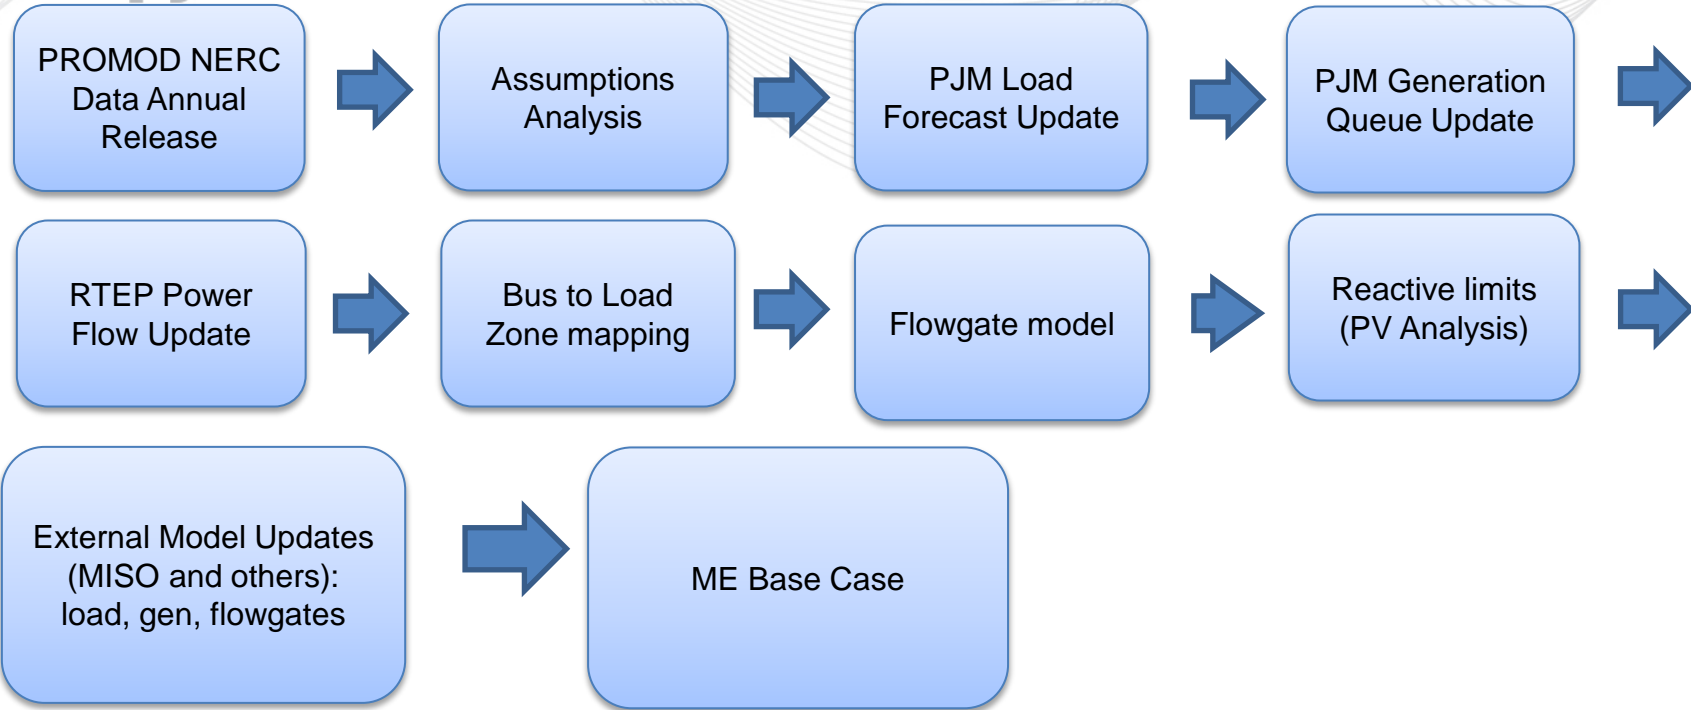 PROMOD NERC
Data Annual
Release
Assumptions
Analysis
PJM Load
Forecast Update
PJM Generation
Queue Update
RTEP Power
Flow Update
Bus to Load
Zone mapping
Flowgate model
Reactive limits
(PV Analysis)
External Model Updates
(MISO and others):
load, gen, flowgates
ME Base Case